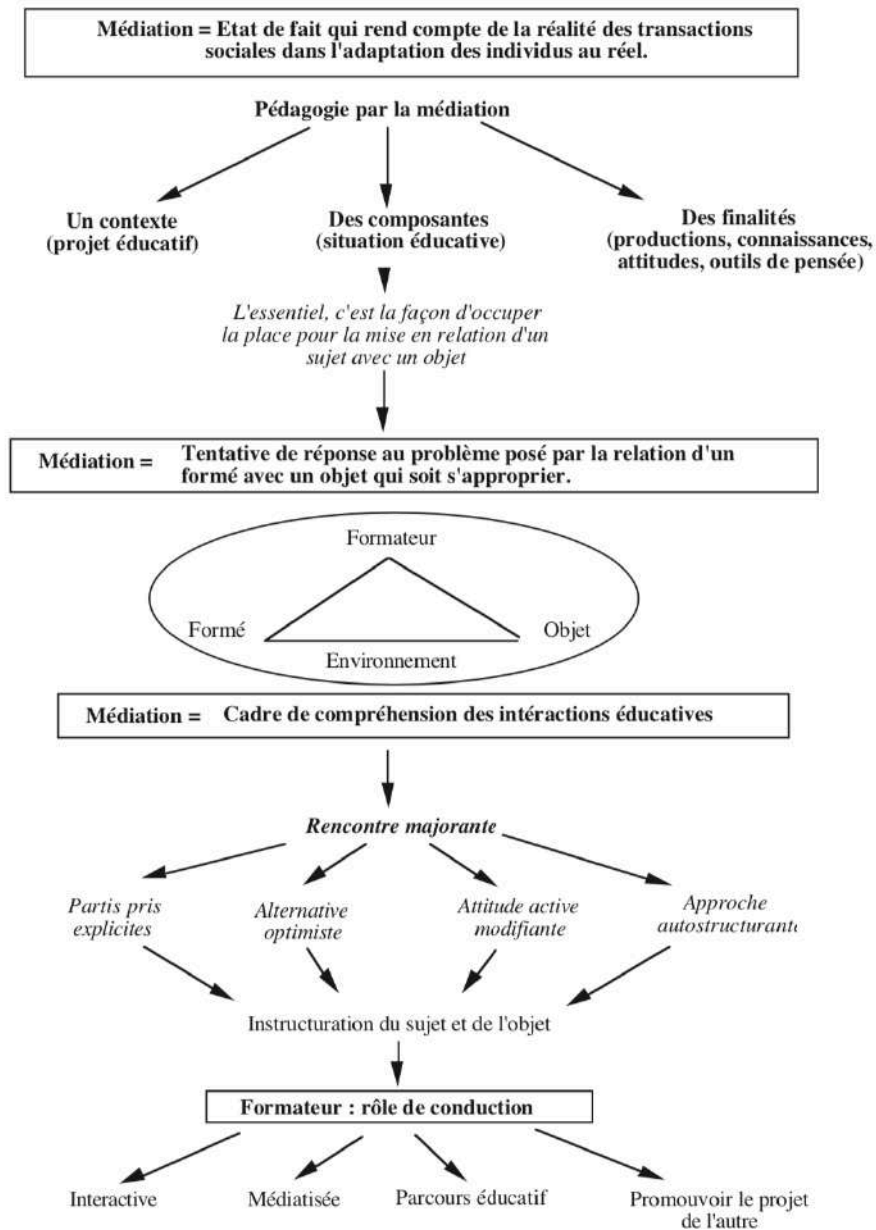 Médiation = Etat de fait qui rend compte de la réalité des transactions
sociales dans l'adaptation des individus au réel.
Pédagogie par la médiation
Un contexte
(projet éducatif)
Des composantes
(situation éducative)
Des finalités
(productions, connaissances,
attitudes, outils de pensée)
L'essentiel, c'est la façon d'occuper
la place pour la mise en relation d'un
sujet avec un objet
Médiation = Tentative de réponse au problème posé par la relation d'un
formé avec un objet qui soit s'approprier.
Formateur
Formé
Objet
Environnement
Médiation = Cadre de compréhension des intéractions éducatives
Rencontre majorante
Partis pris
explicites
Alternative
optimiste
Attitude active
modifiante
Approche
autostructurante
Instructuration du sujet et de l'objet
Formateur : rôle de conduction
Interactive
Médiatisée
Parcours éducatif
Promouvoir le projet
de l'autre